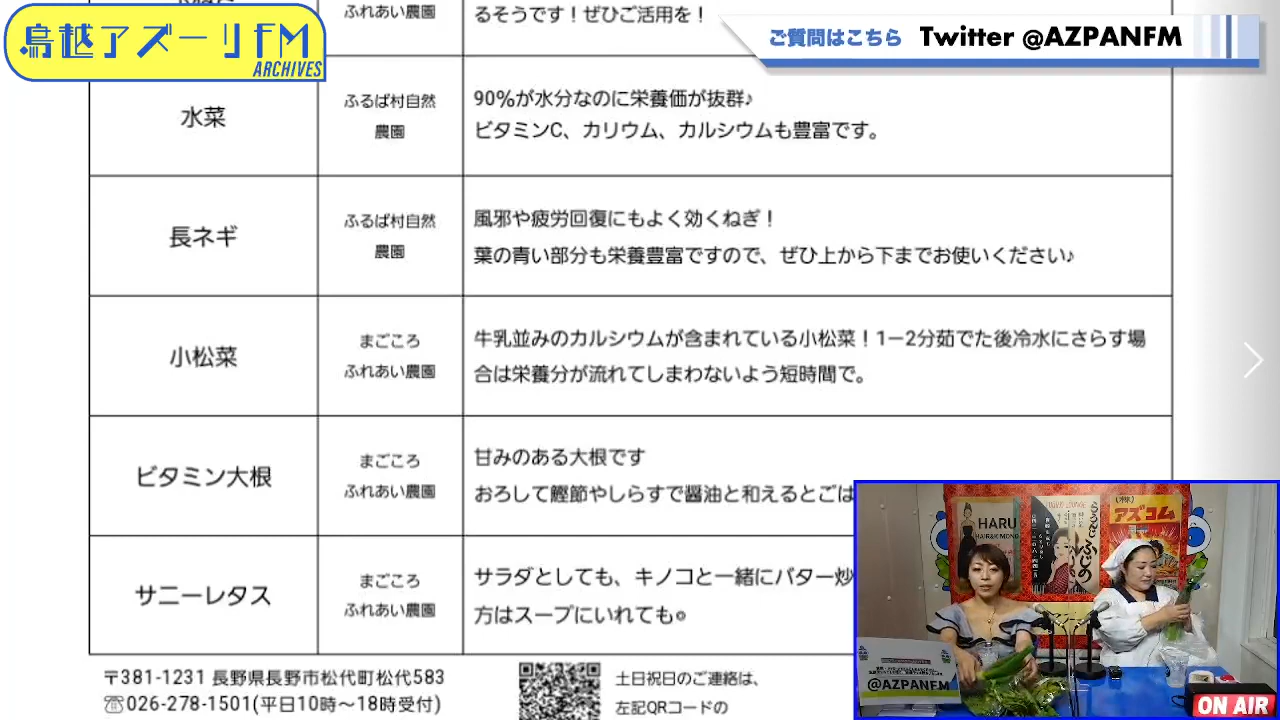 ふれあい農園
るそうです！ぜひご活用を！
鳥越アズーリFM
ARCHIVES
ご質問はこちら Twitter @AZPANFM
水菜
ふるぱ村自然
農園
90%が水分なのに栄養価が抜群♪
ビタミンC、カリウム、カルシウムも豊富です。
長ネギ
ふるぱ村自然
農園
風邪や疲労回復にもよく効くねぎ！
葉の青い部分も栄養豊富ですので、ぜひ上から下までお使いください♪
小松菜
まごころ
ふれあい農園
牛乳並みのカルシウムが含まれている小松菜！1ー2分茹でた後冷水にさらす場
合は栄養分が流れてしまわないよう短時間で。
ビタミン大根
まごころ
ふれあい農園
甘みのある大根です
おろして鰹節やしらすで醤油と和えるとごは
サニーレタス
まごころ
ふれあい農園
サラダとしても、キノコと一緒にバター炒
方はスープにいれても◎
〒381-1231 長野県長野市松代町松代583
☏026-278-1501(平日10時〜18時受付)
土日祝日のご連絡は、
左記QRコードの
HARU
HAIR&KIMONO
アズコム
@AZPANFM
ON AIR